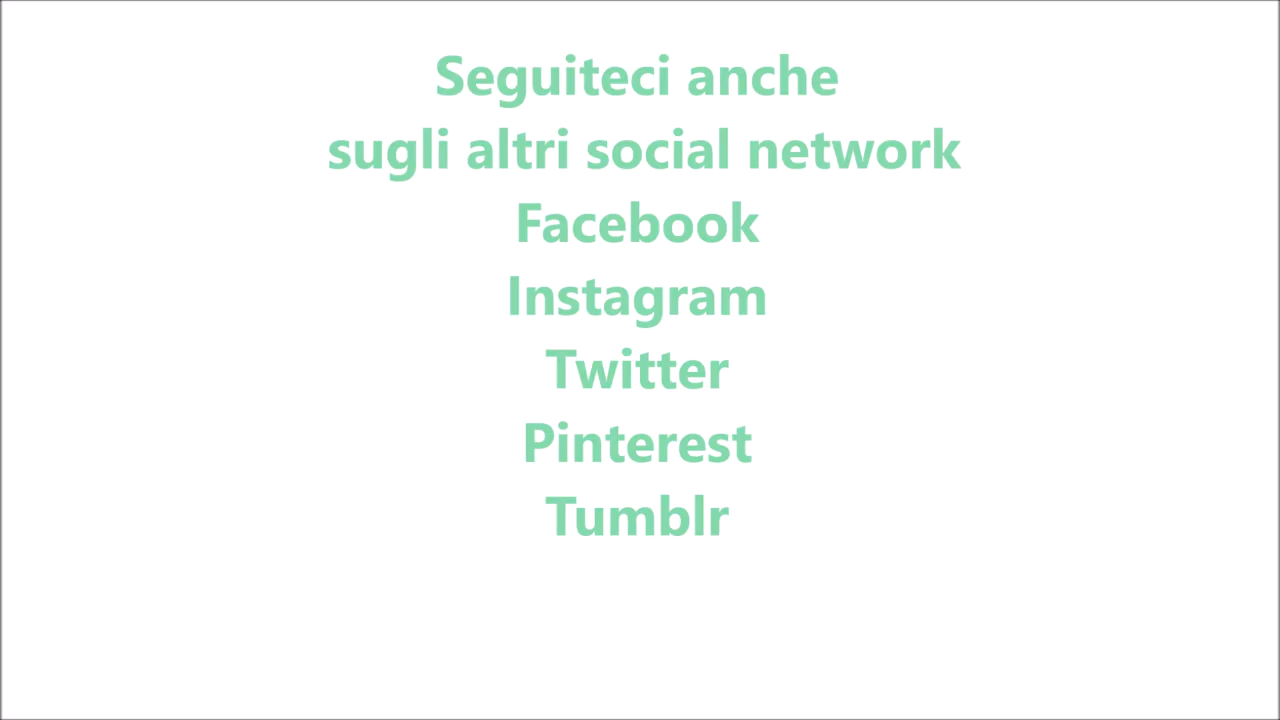 Seguiteci anche
sugli altri social network
Facebook
Instagram
Twitter
Pinterest
Tumblr